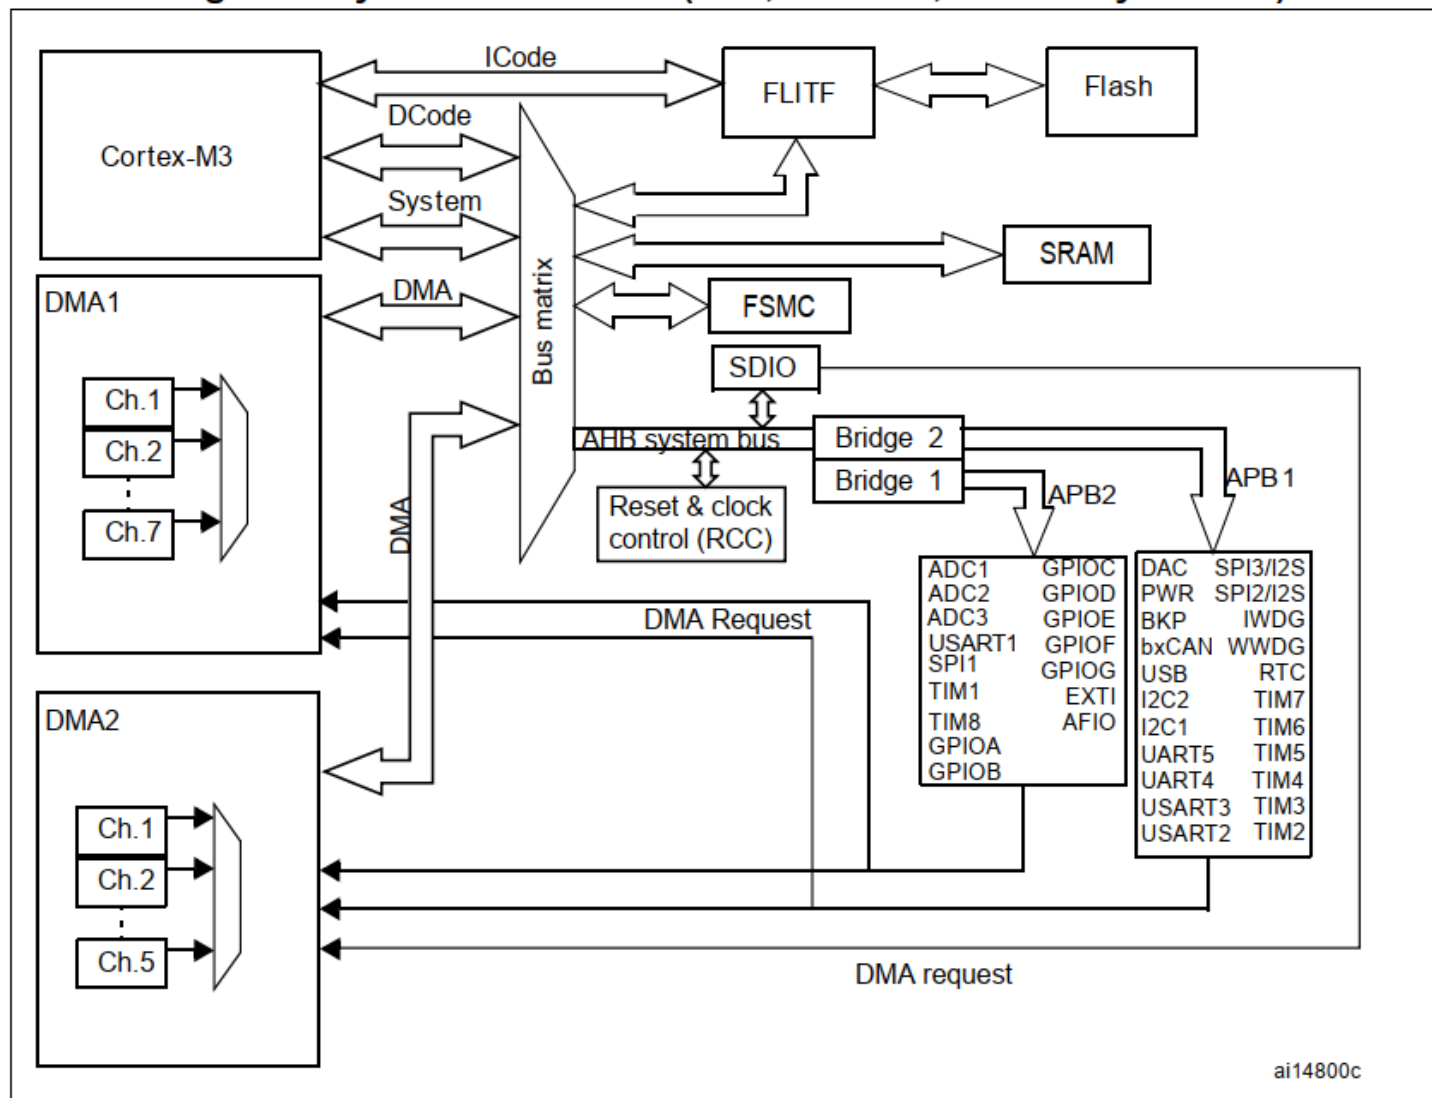 ICode
FLITF
Flash
DCode
Cortex-M3
System
SRAM
DMA1
DMA
FSMC
Bus matrix
SDIO
Ch.1
Ch.2
Ch.7
AHB system bus
Bridge 2
Bridge 1
APB2
APB1
Reset & clock
control (RCC)
DMA
ADC1 GPIOC
ADC2 GPIOD
ADC3 GPIOE
USART1 GPIOF
SPI1 GPIOG
TIM1 EXTI
TIM8 AFIO
GPIOA
GPIOB
DAC SPI3/I2S
PWR SPI2/I2S
BKP IWDG
bxCAN WWDG
USB RTC
I2C2 TIM7
I2C1 TIM6
UART5 TIM5
UART4 TIM4
USART3 TIM3
USART2 TIM2
DMA Request
DMA2
Ch.1
Ch.2
Ch.5
DMA request
ai14800c